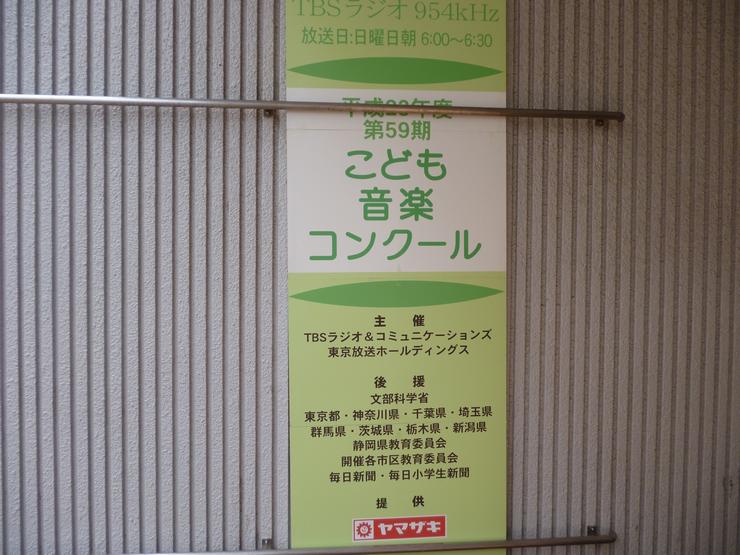 TBSラジオ 954kHz
放送日:日曜日朝 6:00～6:30
平成23年度
第59期
こども
音楽
コンクール
主 催
TBSラジオ＆コミュニケーションズ
東京放送ホールディングス
後 援
文部科学省
東京都・神奈川県・千葉県・埼玉県
群馬県・茨城県・栃木県・新潟県
静岡県教育委員会
開催各市区教育委員会
毎日新聞・毎日小学生新聞
提 供
ヤマザキ